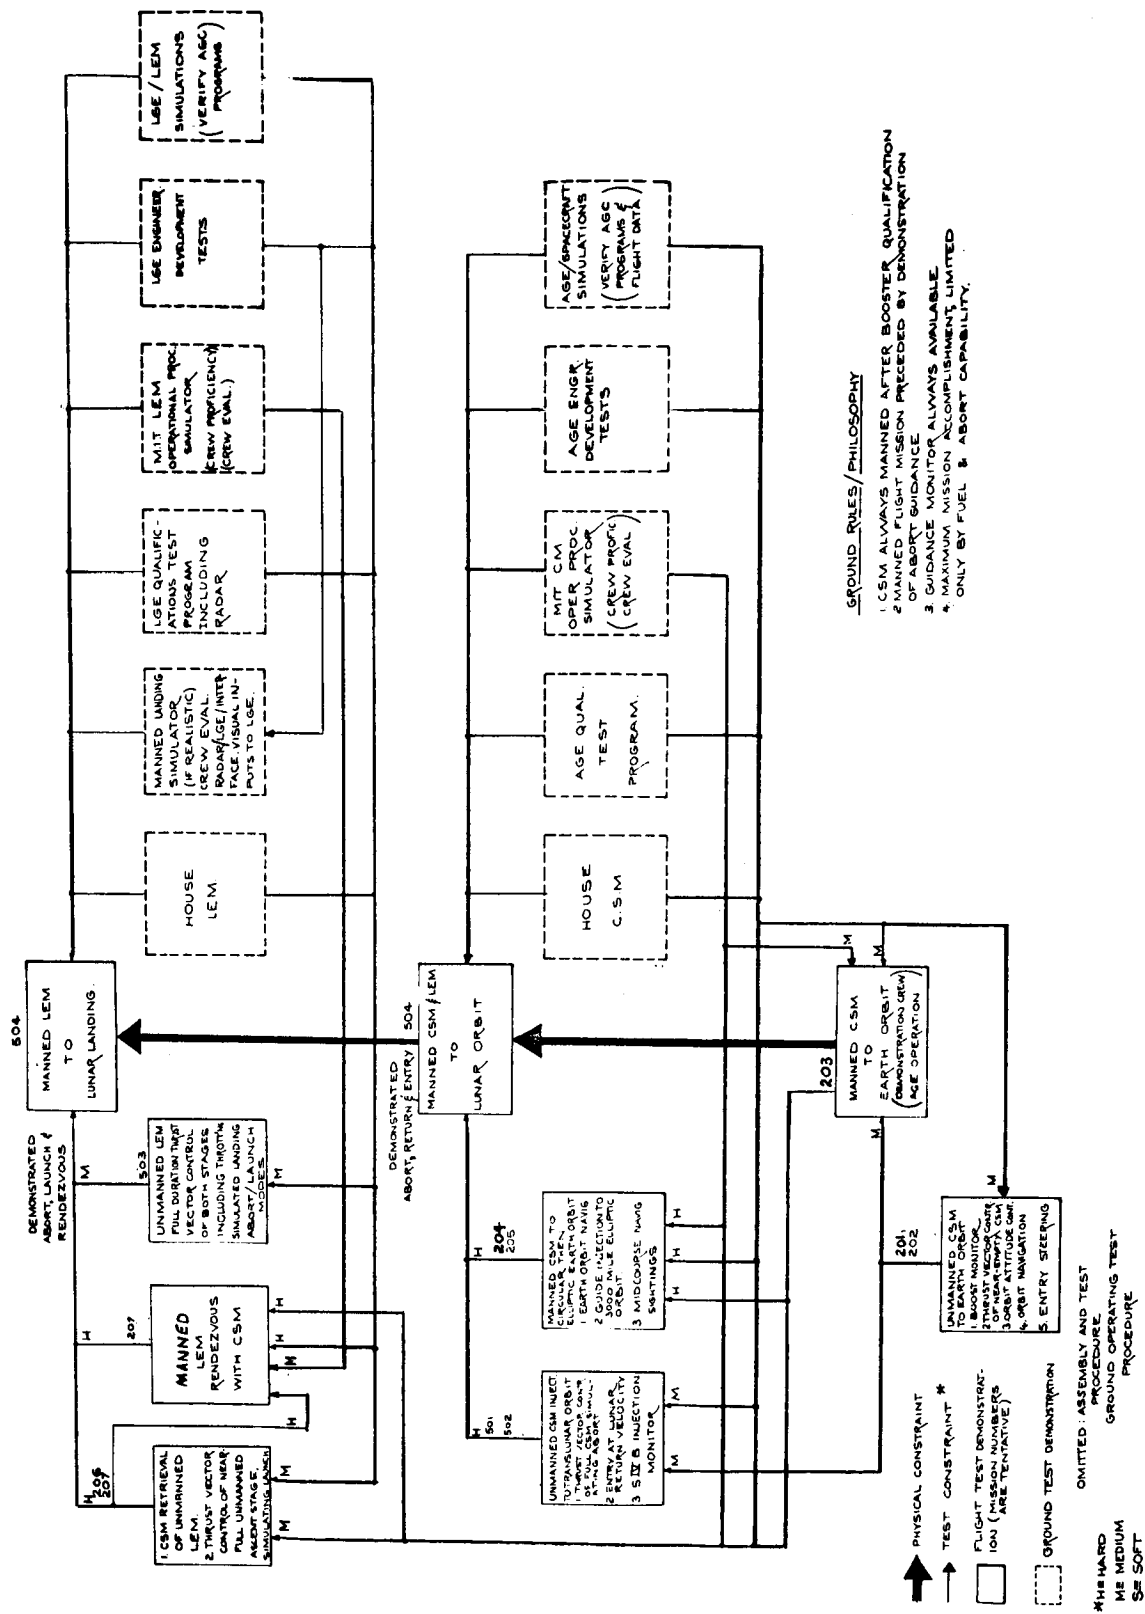 504
MANNED LEM
TO
LUNAR LANDING.
DEMONSTRATED
ABORT, LAUNCH &
RENDEZVOUS
HOUSE
LEM.
MANNED LANDING
SIMULATOR
(IF REALISTIC)
CREW EVAL.
RADAR/LGE/INTER
FACE. VISUAL IN-
PUTS TO LGE.
LGE QUALIFIC-
ATIONS TEST
PROGRAM
INCLUDING
RADAR
MIT LEM
OPERATIONAL PROC.
SIMULATOR
(CREW PROFICIENCY)
(CREW EVAL.)
LGE ENGINEER.
DEVELOPMENT
TESTS
LGE/LEM
SIMULATIONS
(VERIFY AGC
PROGRAMS)
H
206
207
1. CSM RETRIEVAL
OF UNMANNED
LEM.
2 THRUST VECTOR
CONTROL OF NEAR-
FULL UNMANNED
ASCENT STAGE,
SIMULATING LAUNCH
M
M
H
207
MANNED
LEM
RENDEZVOUS
WITH CSM
H
M
H
H
M
503
UNMANNED LEM
FULL DURATION THRUST
VECTOR CONTROL
OF BOTH STAGES
INCLUDING THROTTLING
SIMULATED LANDING
ABORT/LAUNCH
MODES
M
DEMONSTRATED
ABORT, RETURN & ENTRY
504
MANNED CSM & LEM
TO
LUNAR ORBIT
HOUSE
C.S.M
AGE QUAL.
TEST
PROGRAM.
MIT CM
OPER PROC.
SIMULATOR
(CREW PROFIC)
(CREW EVAL)
AGE ENGR.
DEVELOPMENT
TESTS
AGE/SPACECRAFT
SIMULATIONS
(VERIFY AGC
PROGRAMS &
FLIGHT DATA)
H
501
502
UNMANNED CSM INJECT.
TO TRANSLUNAR ORBIT
1 THRUST VECTOR CONTR.
OF FULL CSM SIMUL-
ATING ABORT
2 ENTRY AT LUNAR
RETURN VELOCITY
3 SIV B INJECTION
MONITOR
M
M
H
204
205
MANNED CSM TO
CIRCULAR THEN
ELLIPTIC EARTH ORBIT
1 EARTH ORBIT NAVIG
2 GUIDE INJECTION TO
3000 MILE ELLIPTIC
ORBIT
3 MIDCOURSE NAVIG
SIGHTINGS
H
H
H
203
MANNED CSM
TO
EARTH ORBIT
(DEMONSTRATION CREW)
(AGE OPERATION)
M
M
M
201,
202
UNMANNED CSM
TO EARTH ORBIT
1. BOOST MONITOR
2 THRUST VECTOR CONTR.
OF NEAR-EMPTY CSM
3. ORBIT ATTITUDE CONT.
4. ORBIT NAVIGATION
5. ENTRY STEERING
M
GROUND RULES/PHILOSOPHY
1 CSM ALWAYS MANNED AFTER BOOSTER QUALIFICATION
2 MANNED FLIGHT MISSION PRECEDED BY DEMONSTRATION
OF ABORT GUIDANCE
3. GUIDANCE MONITOR ALWAYS AVAILABLE.
4. MAXIMUM MISSION ACCOMPLISHMENT, LIMITED
ONLY BY FUEL & ABORT CAPABILITY.
PHYSICAL CONSTRAINT
TEST CONSTRAINT *
FLIGHT TEST DEMONSTRAT-
ION (MISSION NUMBERS
ARE TENTATIVE)
GROUND TEST DEMONSTRATION
OMITTED: ASSEMBLY AND TEST
PROCEDURE.
GROUND OPERATING TEST
PROCEDURE
*H= HARD
M= MEDIUM
S= SOFT